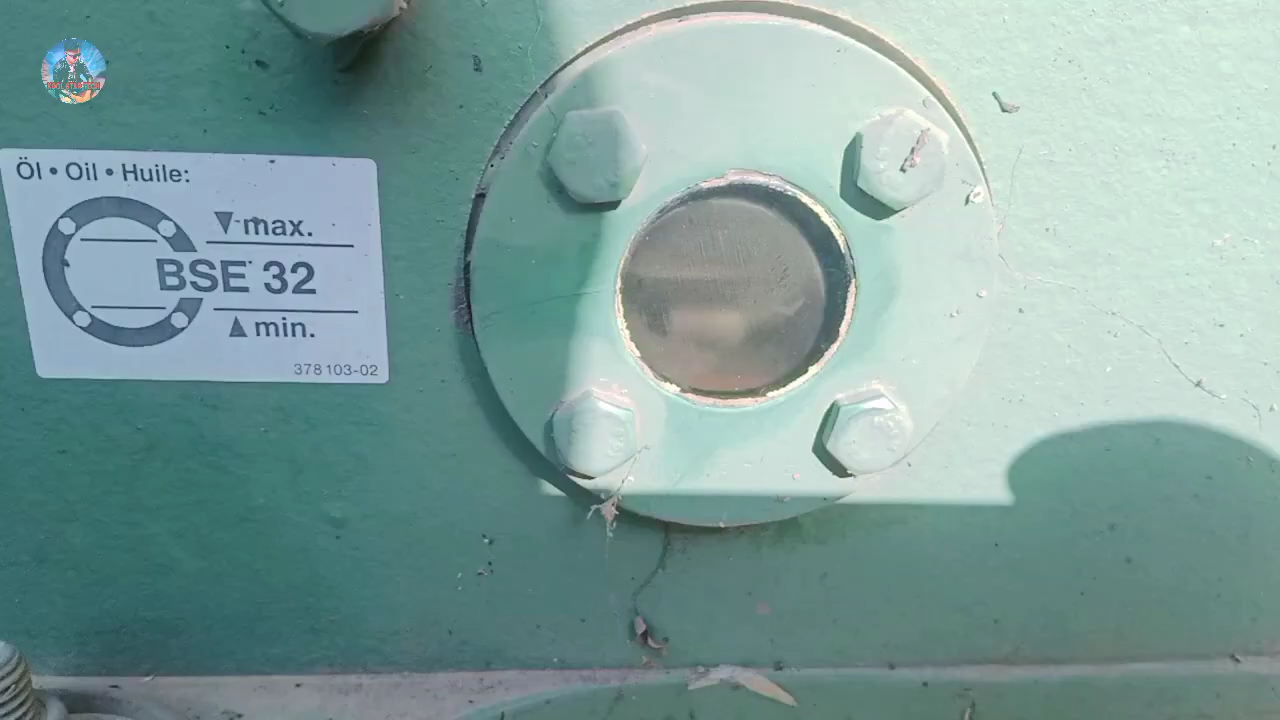 Öl • Oil • Huile:
▼max.
BSE 32
▲min.
378 103-02